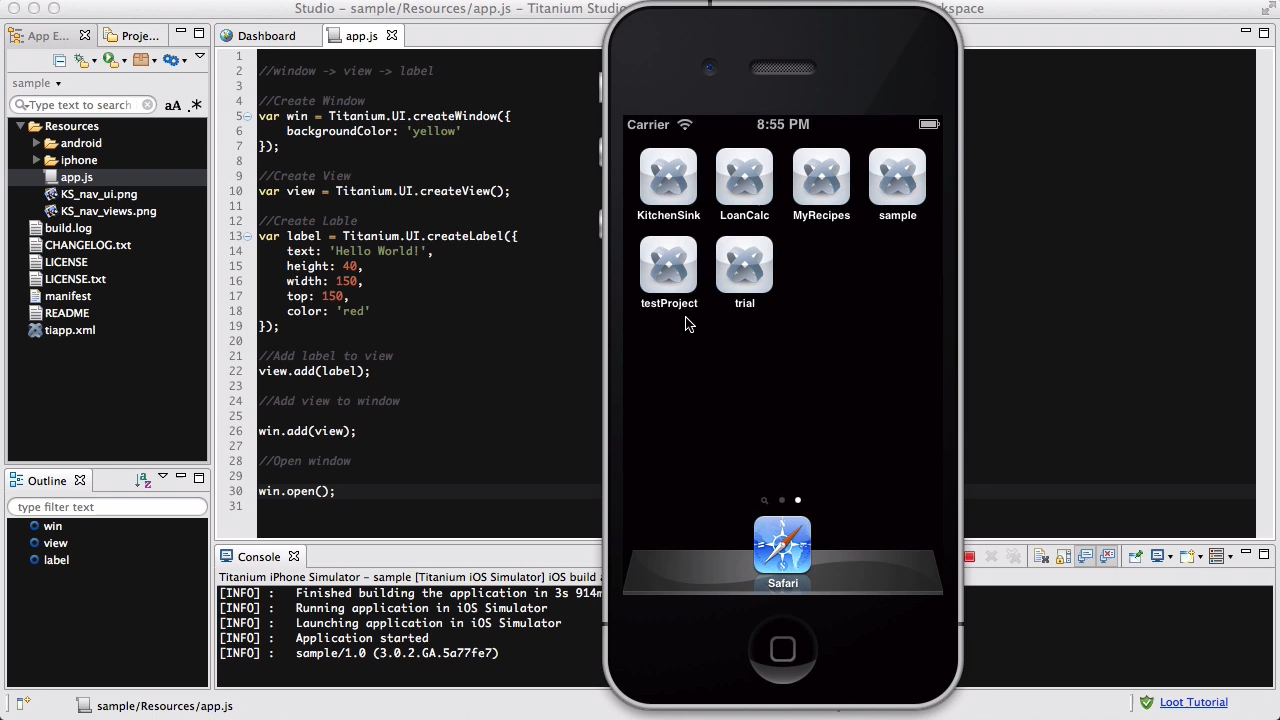 Studio - sample/Resources/app.js - Titanium Studio
App E...
Proje...
sample
Type text to search
aA .*
Resources
android
iphone
app.js
KS_nav_ui.png
KS_nav_views.png
build.log
CHANGELOG.txt
LICENSE
LICENSE.txt
manifest
README
tiapp.xml
Outline
type filter text
win
view
label
Dashboard
app.js
1
2 //window -> view -> label
3
4 //Create Window
5 var win = Titanium.UI.createWindow({
6 backgroundColor: 'yellow'
7 });
8
9 //Create View
10 var view = Titanium.UI.createView();
11
12 //Create Lable
13 var label = Titanium.UI.createLabel({
14 text: 'Hello World!',
15 height: 40,
16 width: 150,
17 top: 150,
18 color: 'red'
19 });
20
21 //Add label to view
22 view.add(label);
23
24 //Add view to window
25
26 win.add(view);
27
28 //Open window
29
30 win.open();
31
Console
Titanium iPhone Simulator - sample [Titanium iOS Simulator] iOS build
[INFO] : Finished building the application in 3s 914m
[INFO] : Running application in iOS Simulator
[INFO] : Launching application in iOS Simulator
[INFO] : Application started
[INFO] : sample/1.0 (3.0.2.GA.5a77fe7)
Carrier 8:55 PM
KitchenSink LoanCalc MyRecipes sample
testProject trial
N
Safari
sample/Resources/app.js
Loot Tutorial